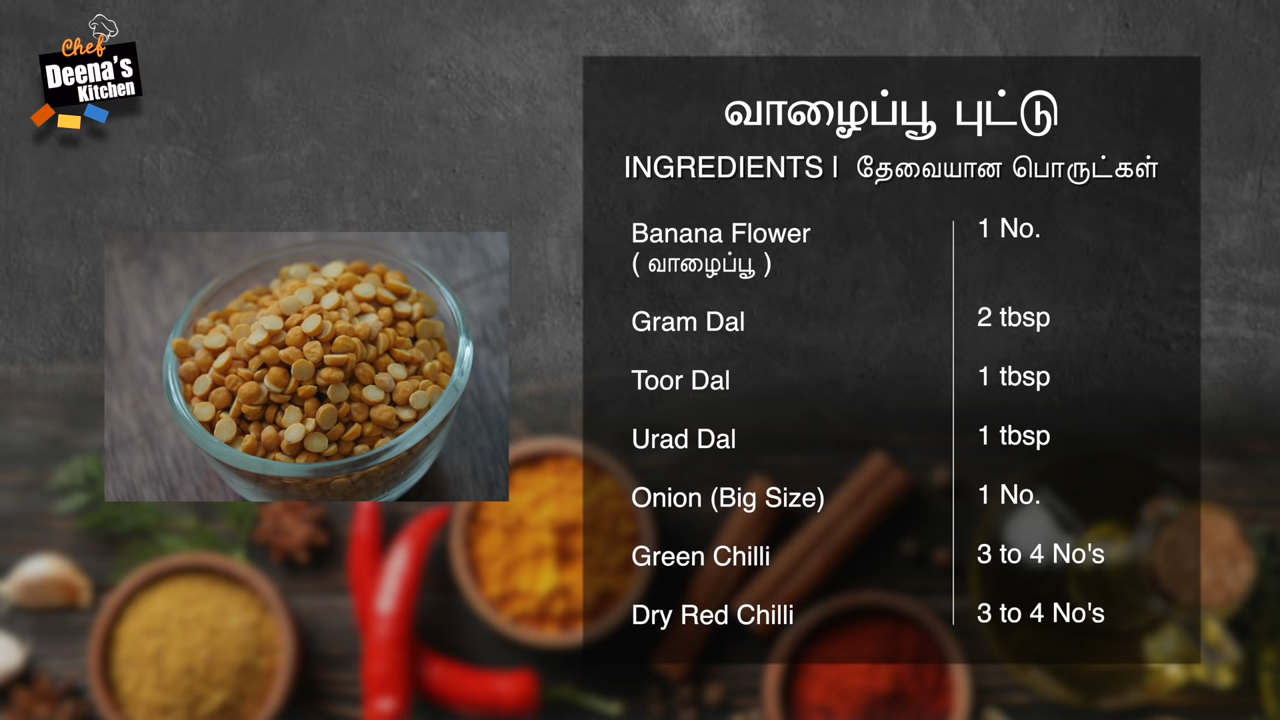 Chef
Deena's
Kitchen
வாழைப்பூ புட்டு
INGREDIENTS | தேவையான பொருட்கள்
Banana Flower 1 No.
( வாழைப்பூ )
Gram Dal 2 tbsp
Toor Dal 1 tbsp
Urad Dal 1 tbsp
Onion (Big Size) 1 No.
Green Chilli 3 to 4 No's
Dry Red Chilli 3 to 4 No's